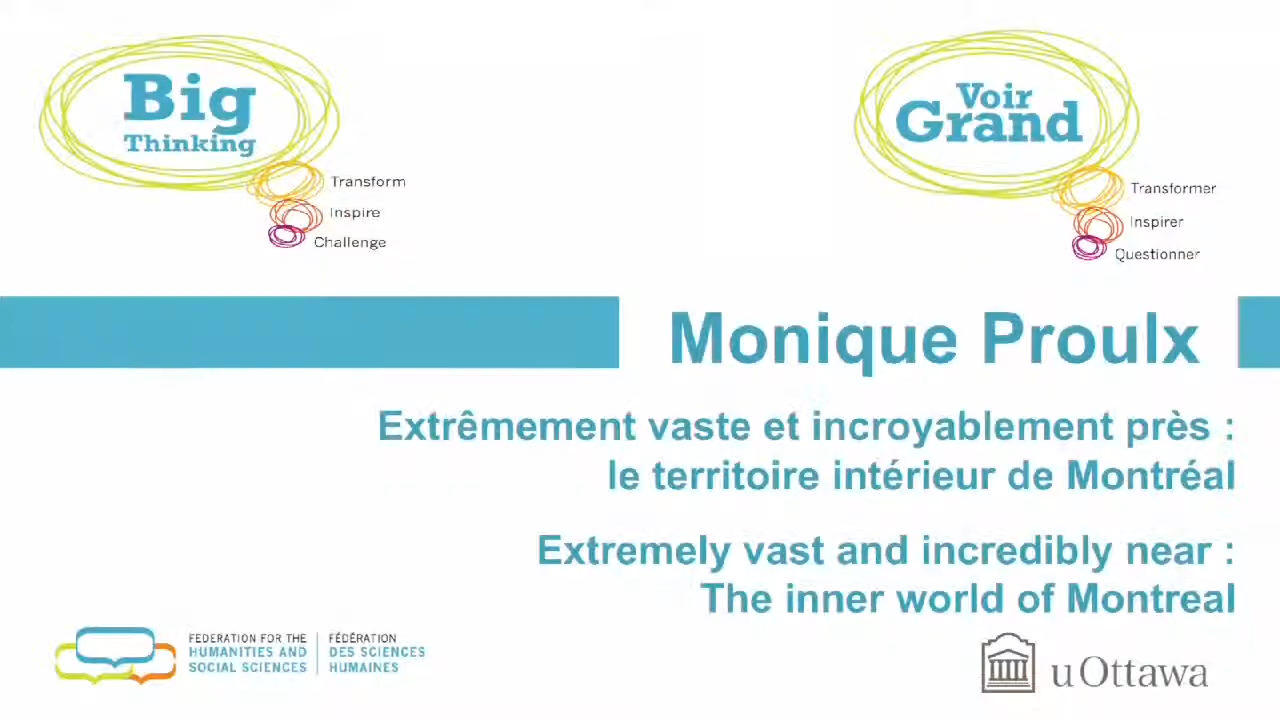 Big
Thinking
Transform
Inspire
Challenge
Voir
Grand
Transformer
Inspirer
Questionner
Monique Proulx
Extrêmement vaste et incroyablement près :
le territoire intérieur de Montréal
Extremely vast and incredibly near :
The inner world of Montreal
FEDERATION FOR THE
HUMANITIES AND
SOCIAL SCIENCES
FÉDÉRATION
DES SCIENCES
HUMAINES
uOttawa